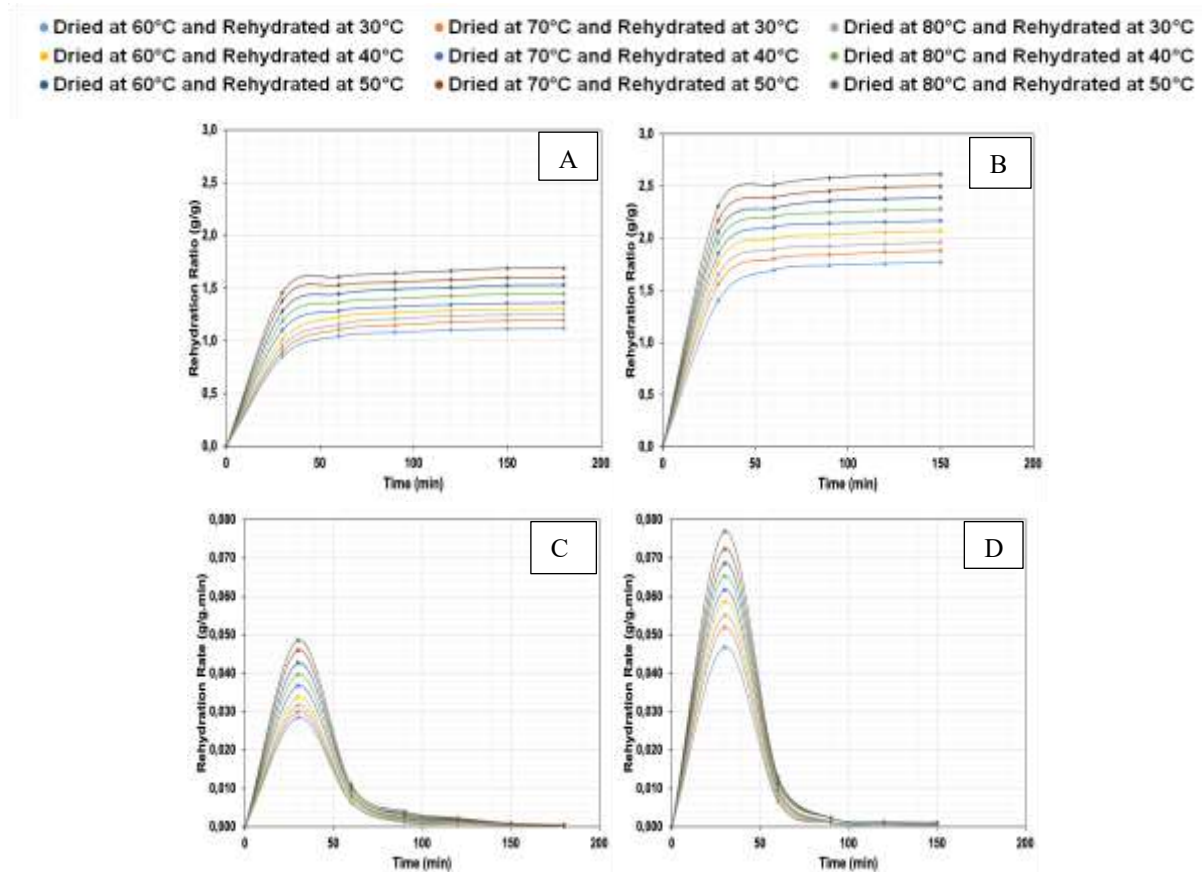 Dried at 60°C and Rehydrated at 30°C Dried at 70°C and Rehydrated at 30°C Dried at 80°C and Rehydrated at 30°C
Dried at 60°C and Rehydrated at 40°C Dried at 70°C and Rehydrated at 40°C Dried at 80°C and Rehydrated at 40°C
Dried at 60°C and Rehydrated at 50°C Dried at 70°C and Rehydrated at 50°C Dried at 80°C and Rehydrated at 50°C
A
Rehydration Ratio (g/g)
3,0
2,5
2,0
1,5
1,0
0,5
0,0
0 50 100 150 200
Time (min)
B
Rehydration Ratio (g/g)
3,0
2,5
2,0
1,5
1,0
0,5
0,0
0 50 100 150 200
Time (min)
C
Rehydration Rate (g/g.min)
0,080
0,070
0,060
0,050
0,040
0,030
0,020
0,010
0,000
0 50 100 150 200
Time (min)
D
Rehydration Rate (g/g.min)
0,080
0,070
0,060
0,050
0,040
0,030
0,020
0,010
0,000
0 50 100 150 200
Time (min)